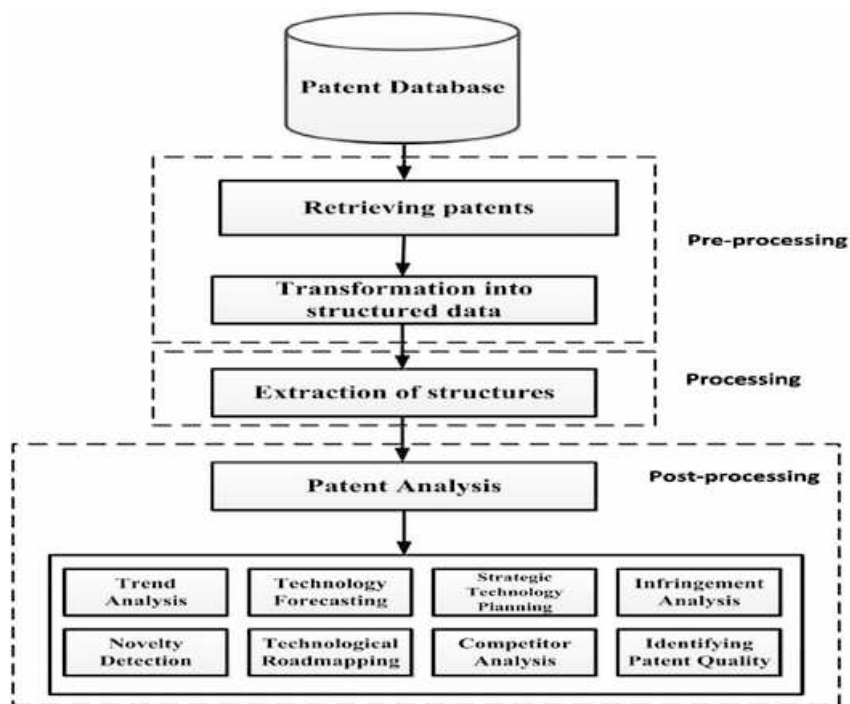 Patent Database
Retrieving patents
Pre-processing
Transformation into
structured data
Extraction of structures
Processing
Patent Analysis
Post-processing
Trend
Analysis
Technology
Forecasting
Strategic
Technology
Planning
Infringement
Analysis
Novelty
Detection
Technological
Roadmapping
Competitor
Analysis
Identifying
Patent Quality